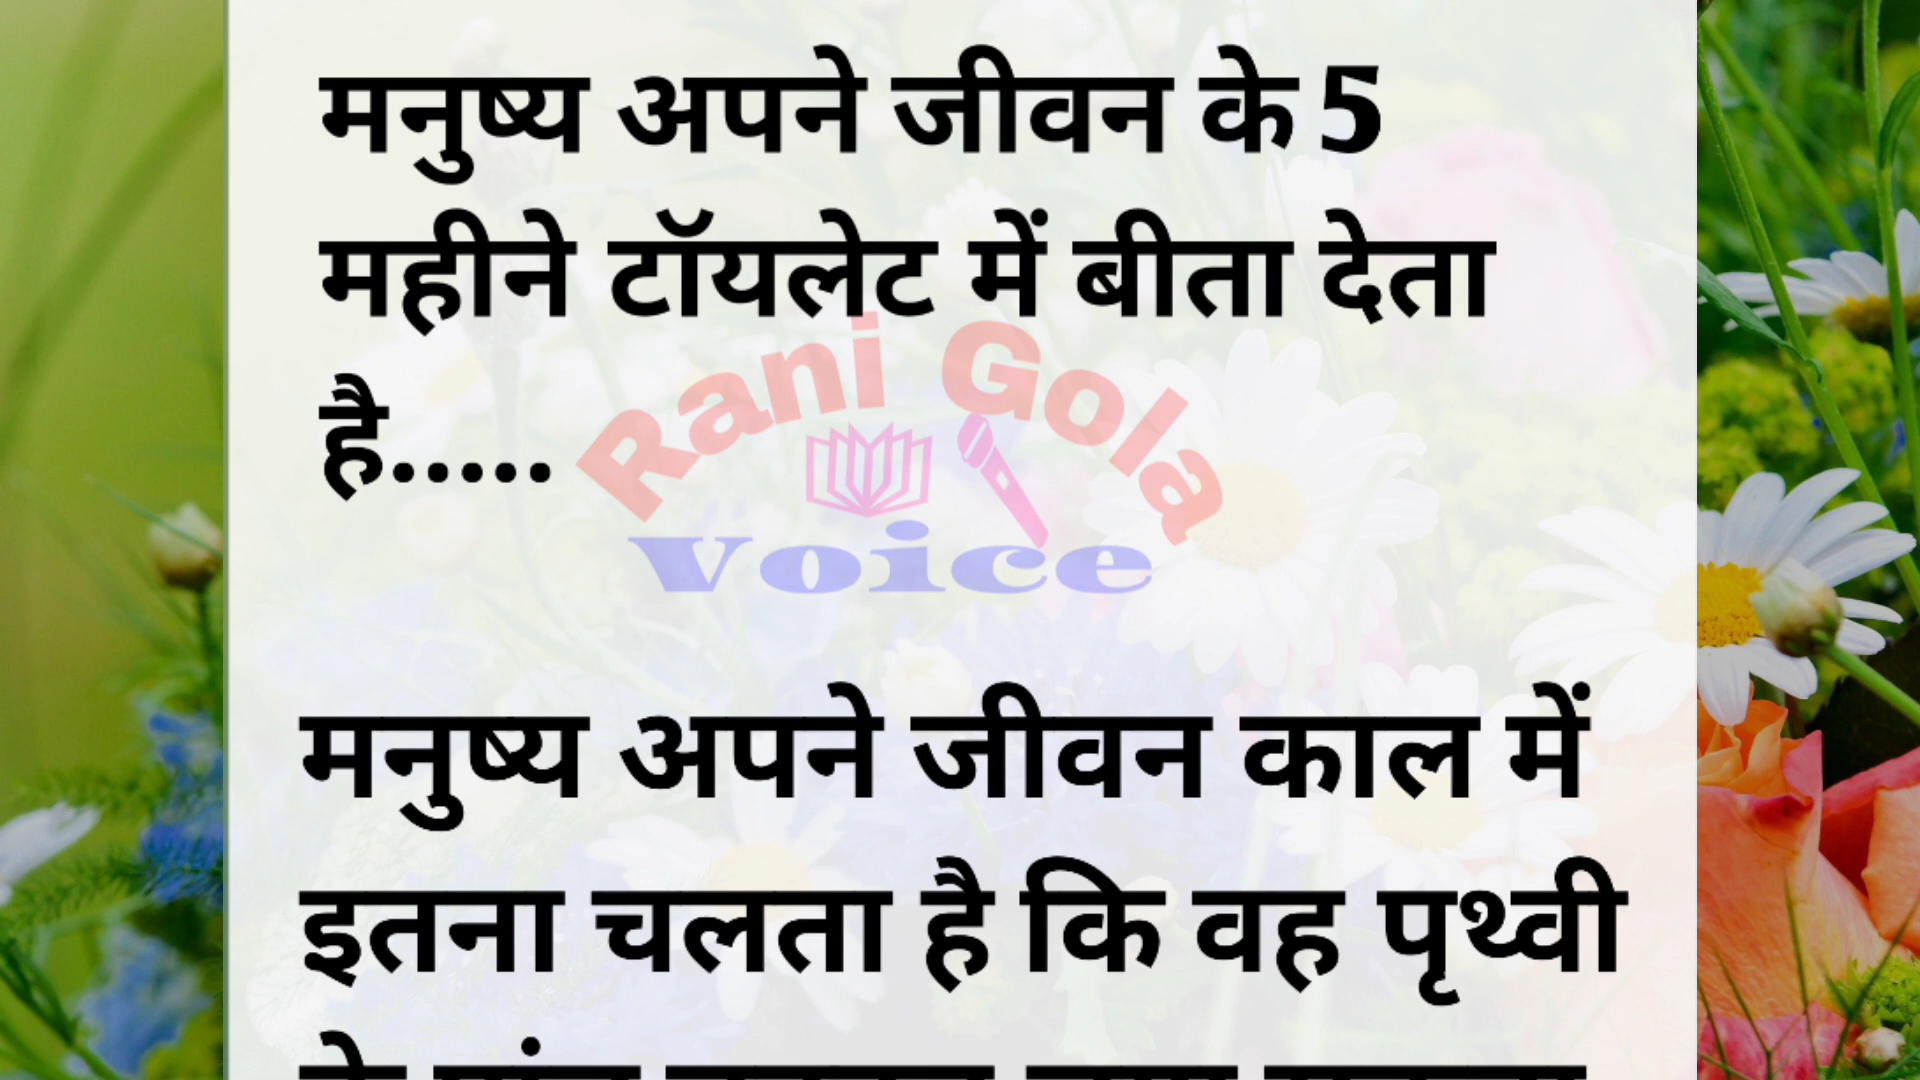 मनुष्य अपने जीवन के 5
महीने टॉयलेट में बीता देता
है.....
Rani Gola
Voice
मनुष्य अपने जीवन काल में
इतना चलता है कि वह पृथ्वी